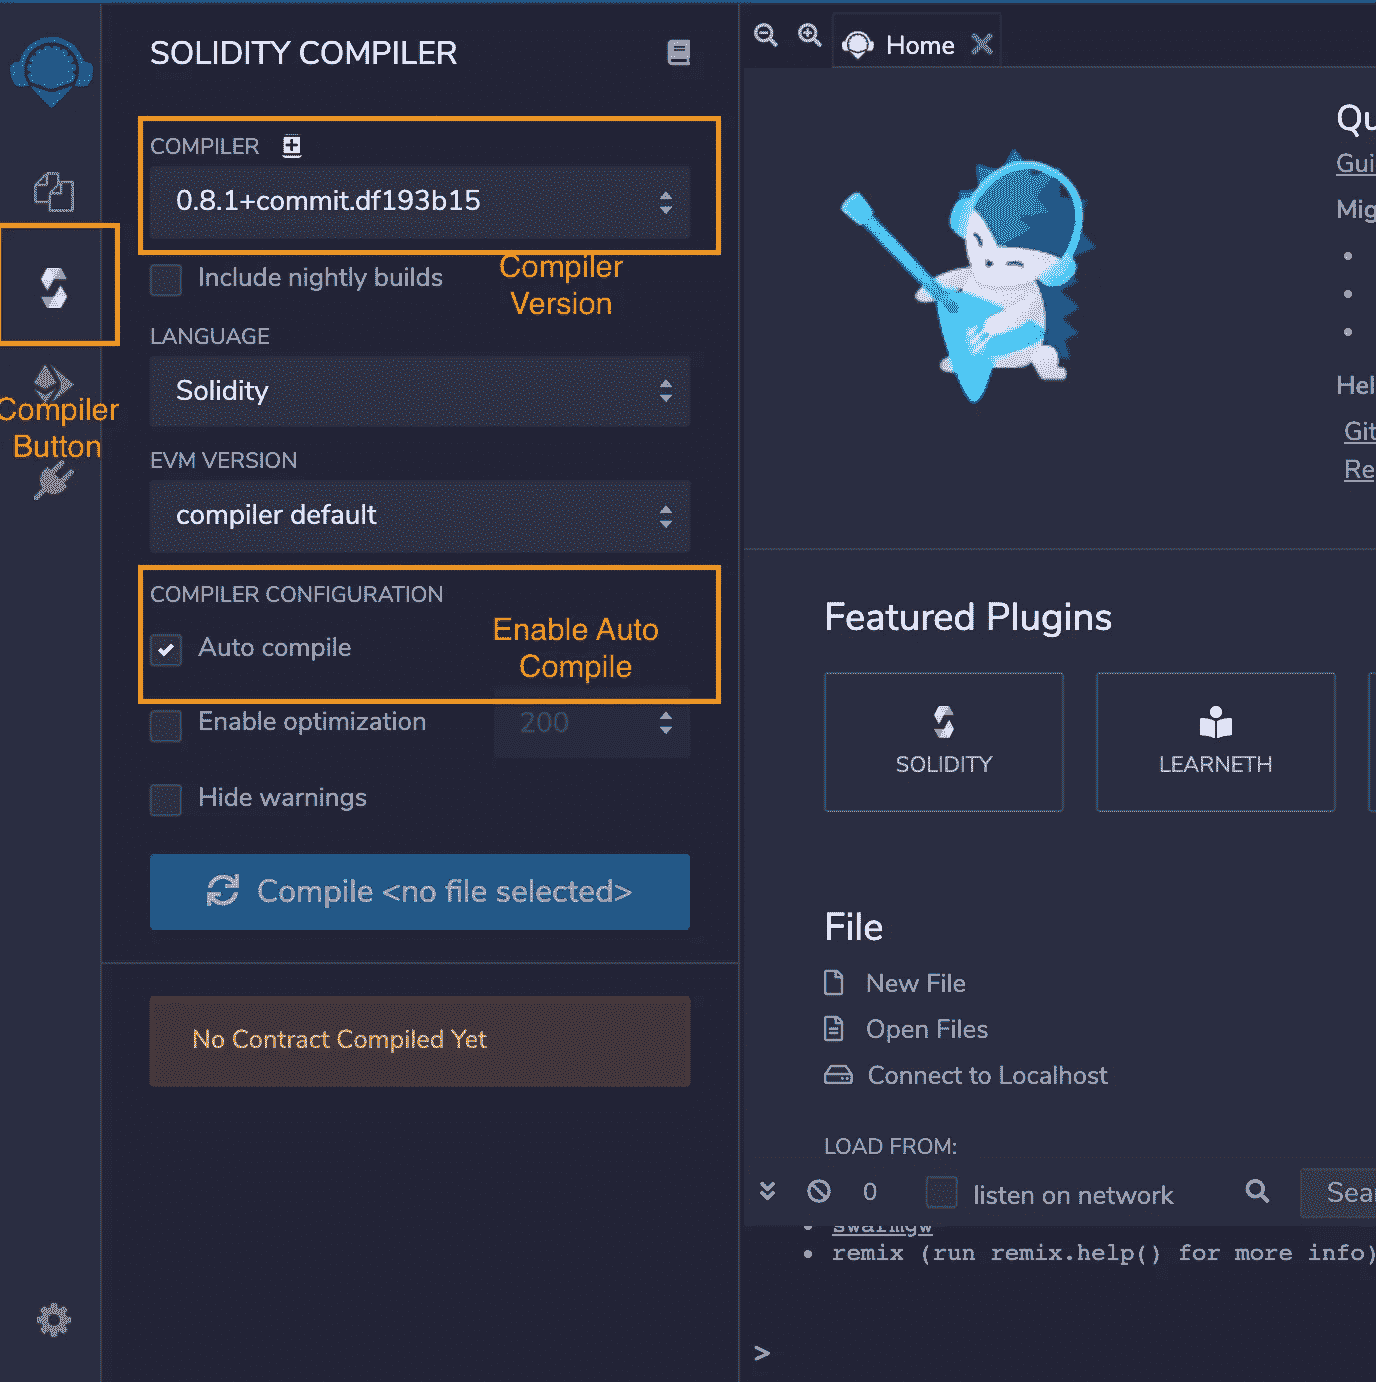 SOLIDITY COMPILER
COMPILER
0.8.1+commit.df193b15
Include nightly builds
Compiler
Version
LANGUAGE
Solidity
Compiler
Button
EVM VERSION
compiler default
COMPILER CONFIGURATION
Auto compile
Enable Auto
Compile
Enable optimization
200
Hide warnings
Compile <no file selected>
No Contract Compiled Yet
Home
Qu
Gui
Mig
Hel
Git
Re
Featured Plugins
SOLIDITY
LEARNETH
File
New File
Open Files
Connect to Localhost
LOAD FROM:
0
listen on network
Sear
swarmgw
remix (run remix.help() for more info)
>